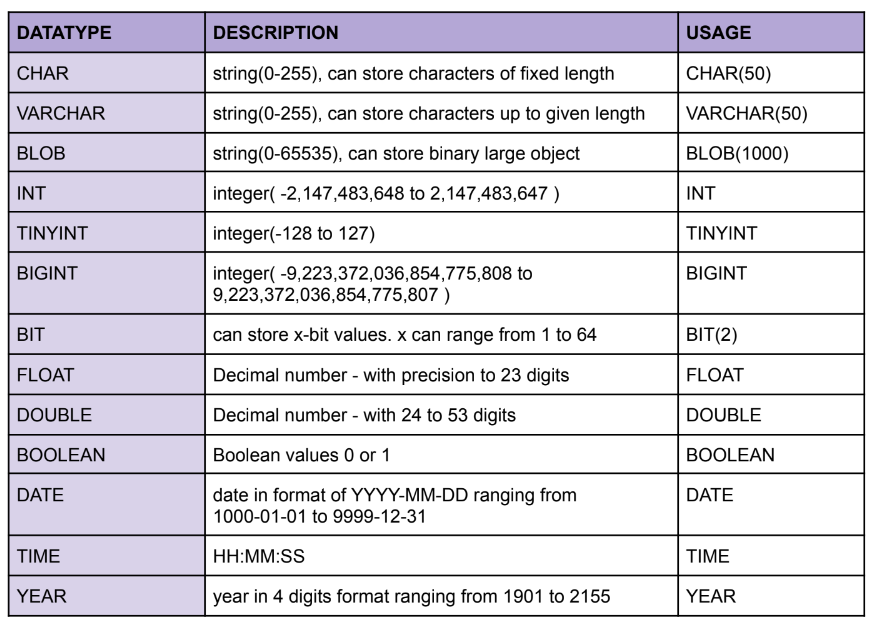 DATATYPE DESCRIPTION USAGE
CHAR string(0-255), can store characters of fixed length CHAR(50)
VARCHAR string(0-255), can store characters up to given length VARCHAR(50)
BLOB string(0-65535), can store binary large object BLOB(1000)
INT integer( -2,147,483,648 to 2,147,483,647 ) INT
TINYINT integer(-128 to 127) TINYINT
BIGINT integer( -9,223,372,036,854,775,808 to BIGINT
9,223,372,036,854,775,807 )
BIT can store x-bit values. x can range from 1 to 64 BIT(2)
FLOAT Decimal number - with precision to 23 digits FLOAT
DOUBLE Decimal number - with 24 to 53 digits DOUBLE
BOOLEAN Boolean values 0 or 1 BOOLEAN
DATE date in format of YYYY-MM-DD ranging from DATE
1000-01-01 to 9999-12-31
TIME HH:MM:SS TIME
YEAR year in 4 digits format ranging from 1901 to 2155 YEAR